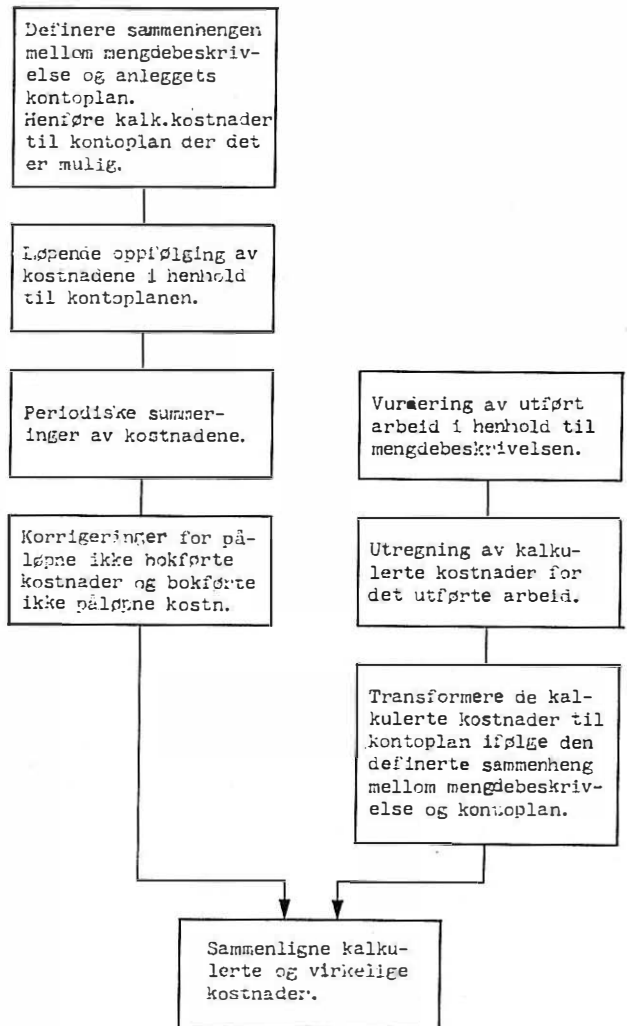 Definere sammenhengen
mellom mengdebeskriv-
else og anleggets
kontoplan.
Henføre kalk.kostnader
til kontoplan der det
er mulig.
Løpende oppfølging av
kostnadene i henhold
til kontoplanen.
Periodiske summer-
inger av kostnadene.
Korrigeringer for på-
løpne ikke bokførte
kostnader og bokførte
ikke påløpne kostn.
Vurdering av utført
arbeid i henhold til
mengdebeskrivelsen.
Utregning av kalku-
lerte kostnader for
det utførte arbeid.
Transformere de kal-
kulerte kostnader til
kontoplan ifølge den
definerte sammenheng
mellom mengdebeskriv-
else og kontoplan.
Sammenligne kalku-
lerte og virkelige
kostnader.